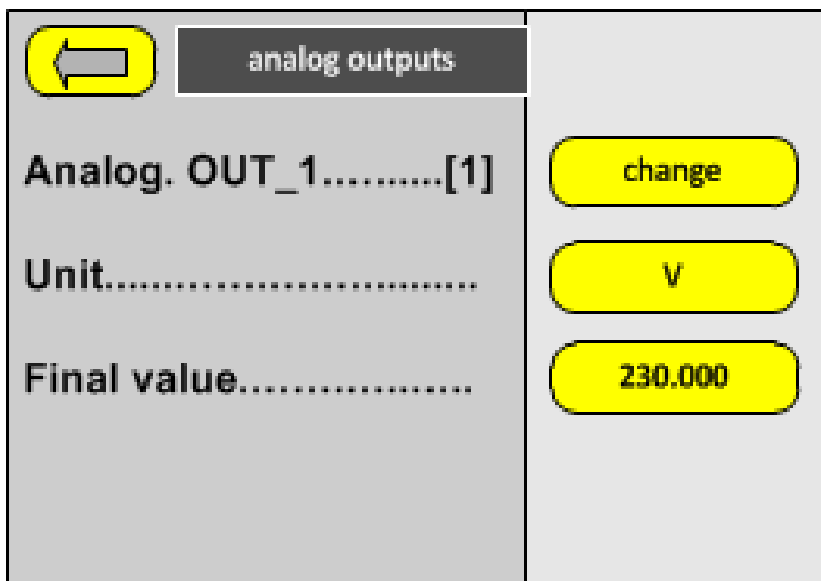 analog outputs
Analog. OUT_1..........[1] change
Unit................................ V
Final value................... 230.000